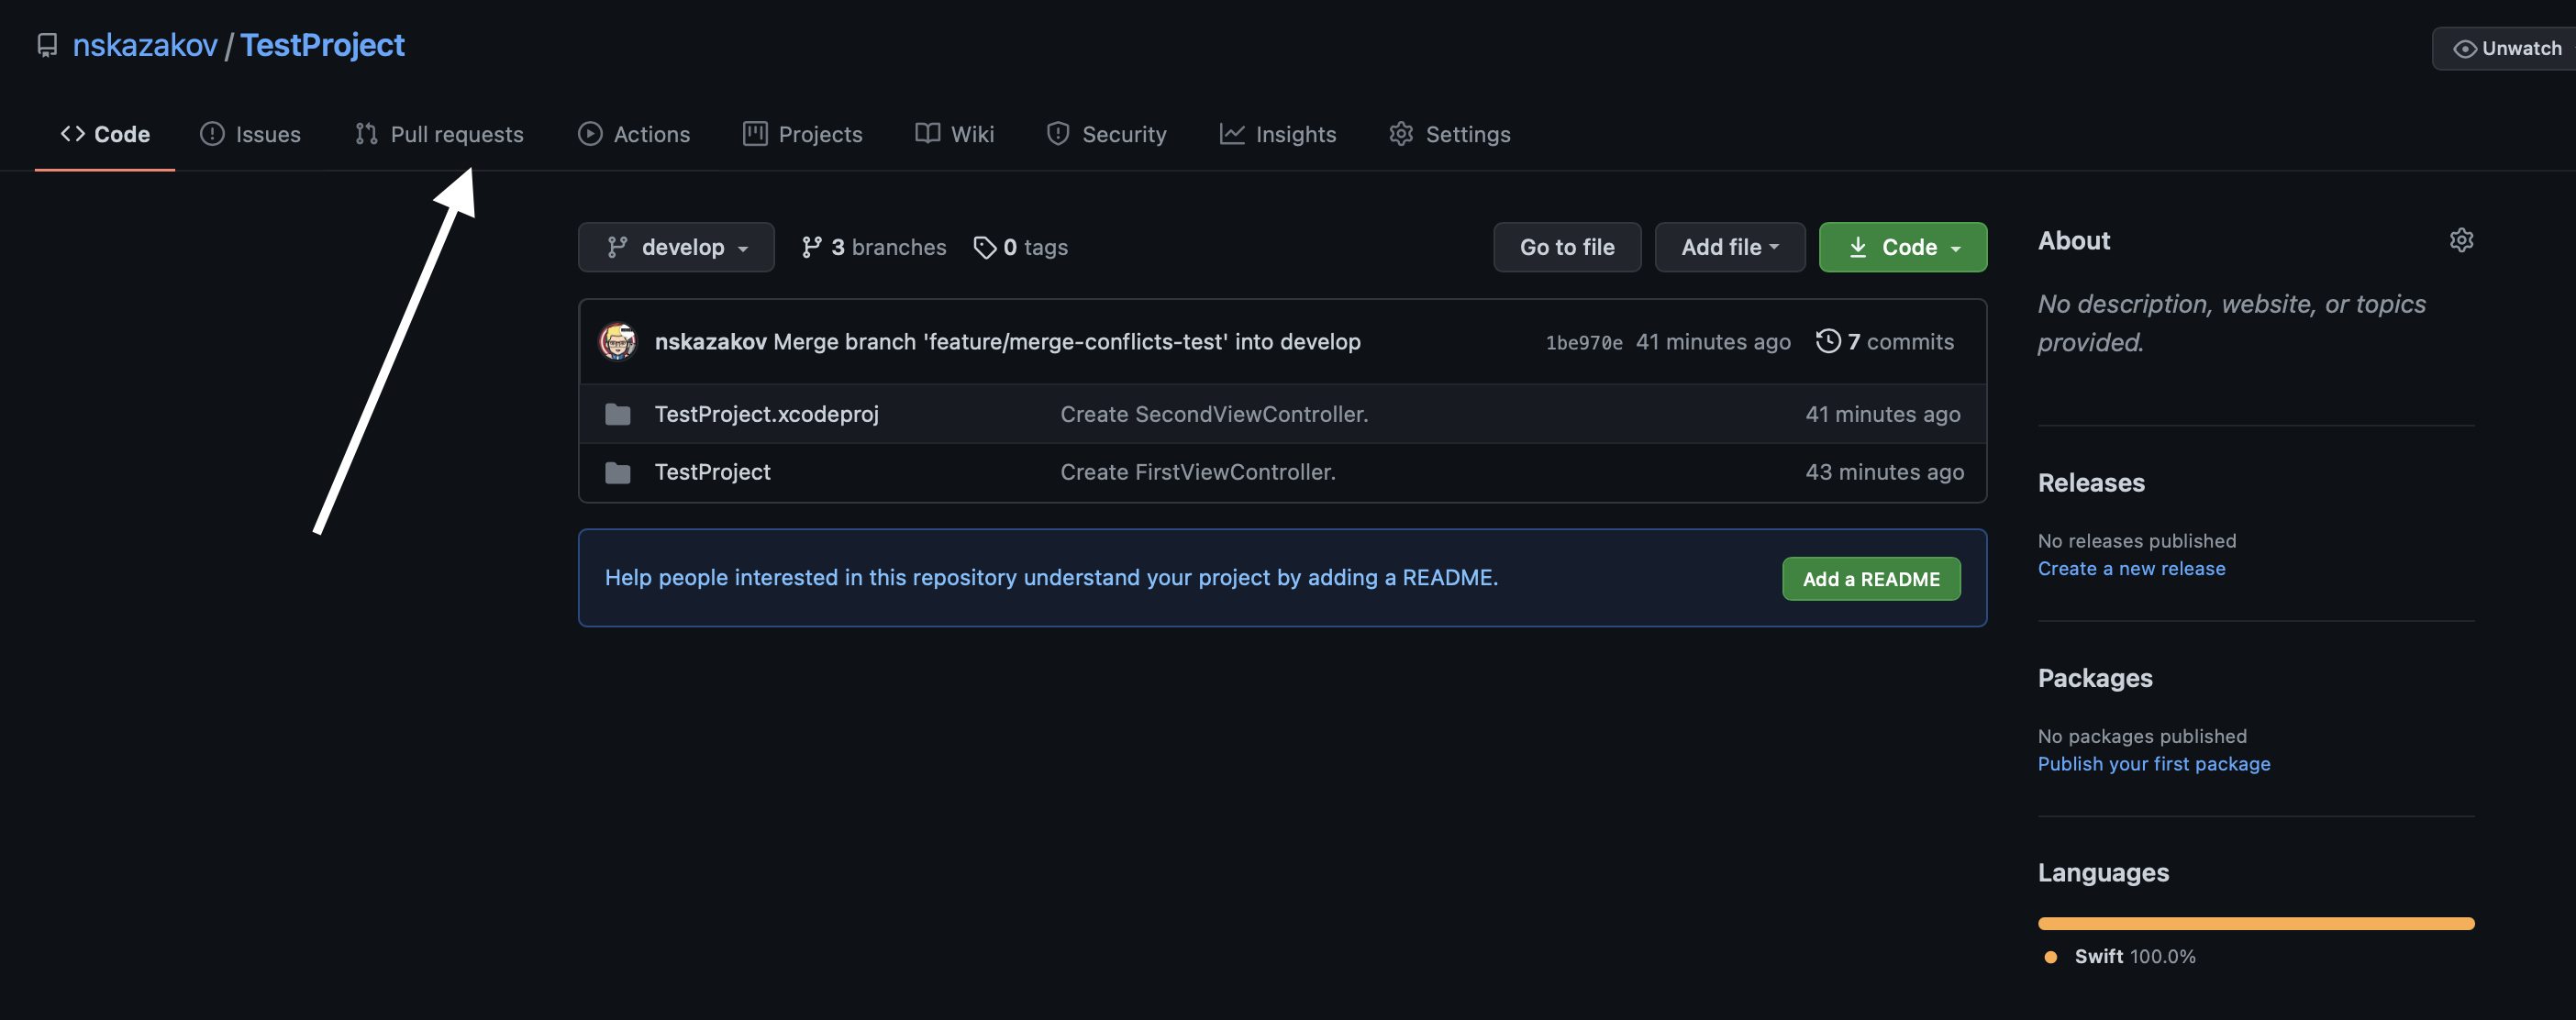 nskazakov / TestProject
Unwatch
Code Issues Pull requests Actions Projects Wiki Security Insights Settings
develop 3 branches 0 tags Go to file Add file Code
nskazakov Merge branch 'feature/merge-conflicts-test' into develop 1be970e 41 minutes ago 7 commits
TestProject.xcodeproj Create SecondViewController. 41 minutes ago
TestProject Create FirstViewController. 43 minutes ago
Help people interested in this repository understand your project by adding a README. Add a README
About
No description, website, or topics
provided.
Releases
No releases published
Create a new release
Packages
No packages published
Publish your first package
Languages
Swift 100.0%